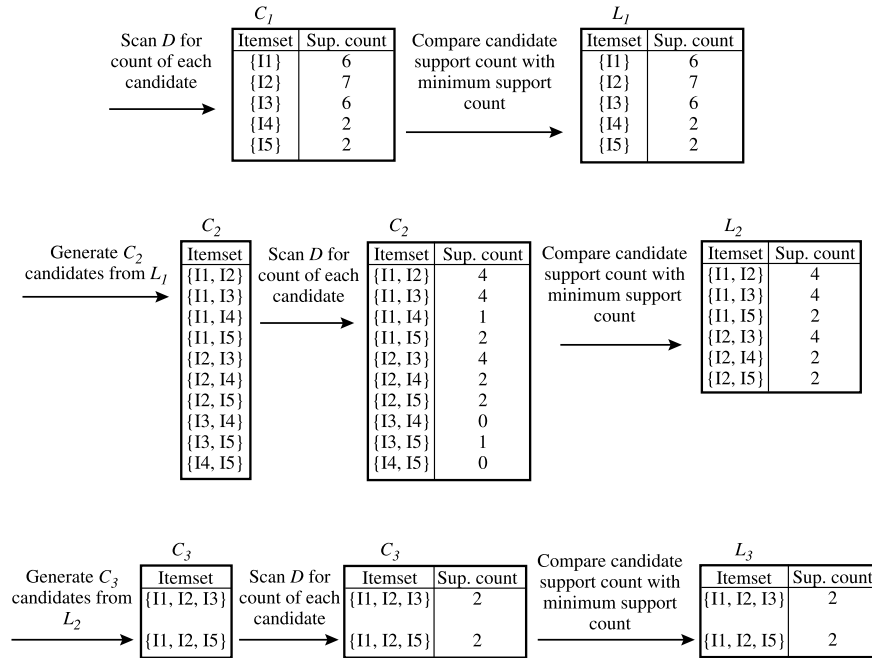 C1
L1
Scan D for
count of each
candidate
Itemset Sup. count
{I1} 6
{I2} 7
{I3} 6
{I4} 2
{I5} 2
Compare candidate
support count with
minimum support
count
Itemset Sup. count
{I1} 6
{I2} 7
{I3} 6
{I4} 2
{I5} 2
Generate C2
candidates from L1
C2
Itemset
{I1, I2}
{I1, I3}
{I1, I4}
{I1, I5}
{I2, I3}
{I2, I4}
{I2, I5}
{I3, I4}
{I3, I5}
{I4, I5}
Scan D for
count of each
candidate
C2
Itemset Sup. count
{I1, I2} 4
{I1, I3} 4
{I1, I4} 1
{I1, I5} 2
{I2, I3} 4
{I2, I4} 2
{I2, I5} 2
{I3, I4} 0
{I3, I5} 1
{I4, I5} 0
Compare candidate
support count with
minimum support
count
L2
Itemset Sup. count
{I1, I2} 4
{I1, I3} 4
{I1, I5} 2
{I2, I3} 4
{I2, I4} 2
{I2, I5} 2
Generate C3
candidates from
L2
C3
Itemset
{I1, I2, I3}
{I1, I2, I5}
Scan D for
count of each
candidate
C3
Itemset Sup. count
{I1, I2, I3} 2
{I1, I2, I5} 2
Compare candidate
support count with
minimum support
count
L3
Itemset Sup. count
{I1, I2, I3} 2
{I1, I2, I5} 2